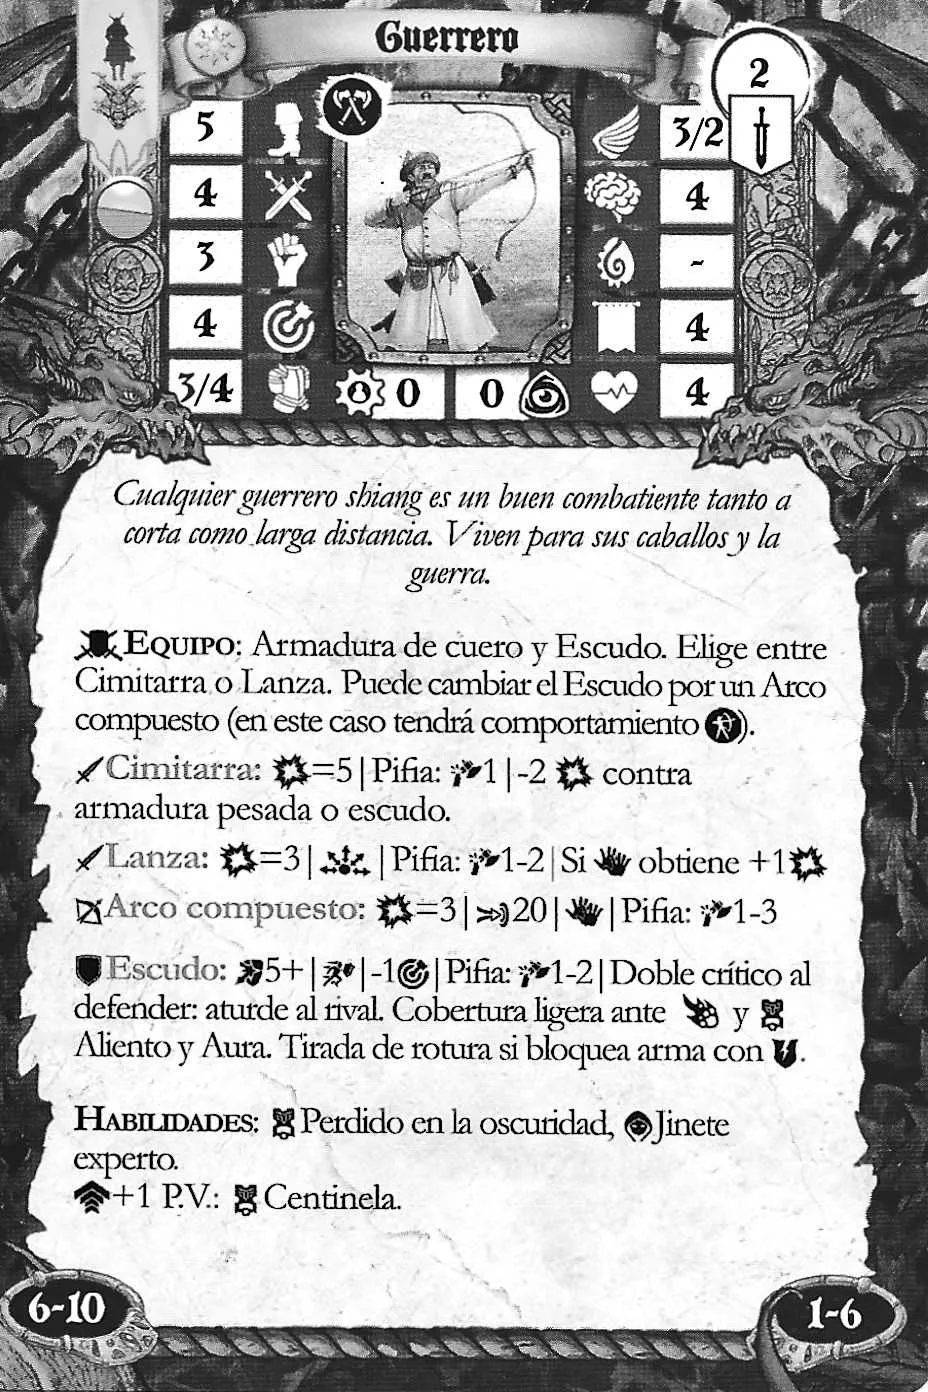 Guerrero
2
5
3/2
4
4
3
-
4
4
3/4
0
0
4
Cualquier guerrero shiang es un buen combatiente tanto a
corta como larga distancia. Viven para sus caballos y la
guerra.
EQUIPO: Armadura de cuero y Escudo. Elige entre
Cimitarra o Lanza. Puede cambiar el Escudo por un Arco
compuesto (en este caso tendrá comportamiento ).
Cimitarra: =5 | Pifia: 1 | -2 contra
armadura pesada o escudo.
Lanza: =3 | | Pifia: 1-2 | Si obtiene +1
Arco compuesto: =3 | 20 | | Pifia: 1-3
Escudo: 5+ | | -1 | Pifia: 1-2 | Doble crítico al
defender: aturde al rival. Cobertura ligera ante y
Aliento y Aura. Tirada de rotura si bloquea arma con .
HABILIDADES: Perdido en la oscuridad, Jinete
experto.
+1 P.V.: Centinela.
6-10
1-6